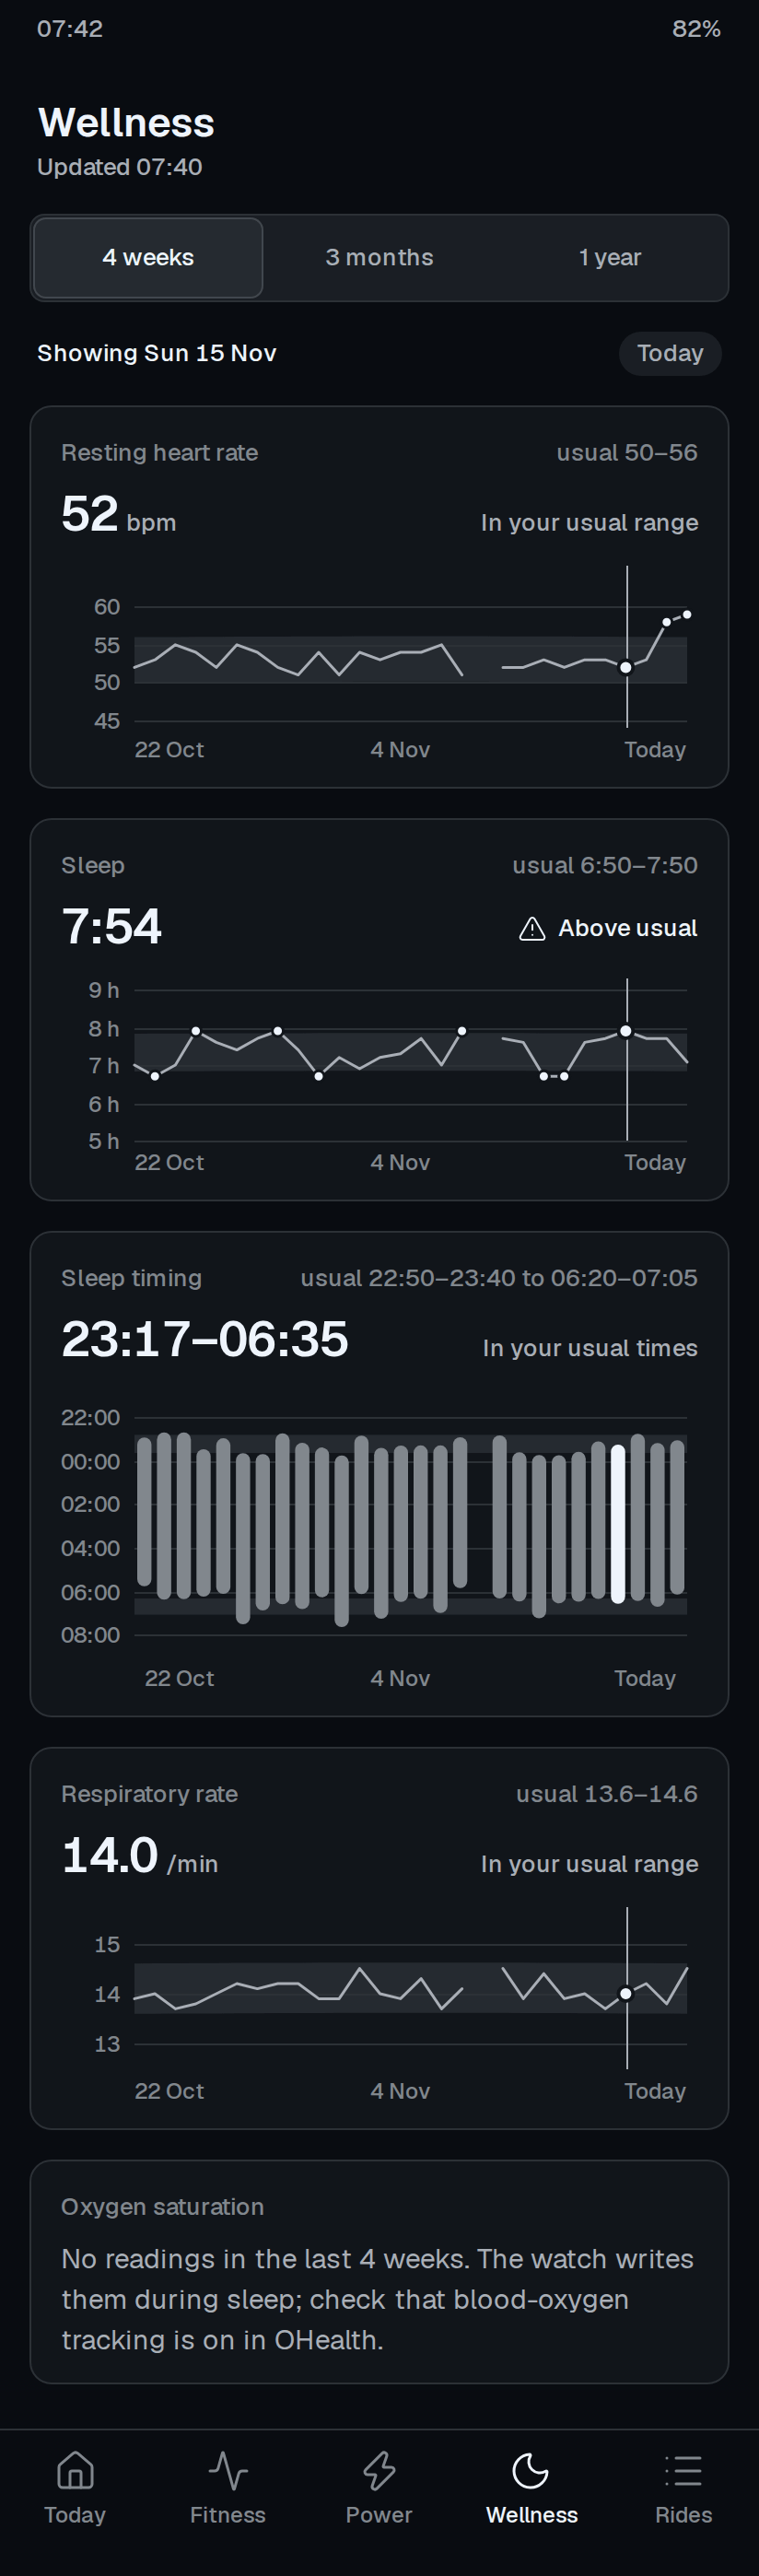 07:42 82%
Wellness
Updated 07:40
4 weeks 3 months 1 year
Showing Sun 15 Nov Today
Resting heart rate usual 50–56
52 bpm In your usual range
60
55
50
45
22 Oct 4 Nov Today
Sleep usual 6:50–7:50
7:54 Above usual
9 h
8 h
7 h
6 h
5 h
22 Oct 4 Nov Today
Sleep timing usual 22:50–23:40 to 06:20–07:05
23:17–06:35 In your usual times
22:00
00:00
02:00
04:00
06:00
08:00
22 Oct 4 Nov Today
Respiratory rate usual 13.6–14.6
14.0 /min In your usual range
15
14
13
22 Oct 4 Nov Today
Oxygen saturation
No readings in the last 4 weeks. The watch writes
them during sleep; check that blood-oxygen
tracking is on in OHealth.
Today Fitness Power Wellness Rides